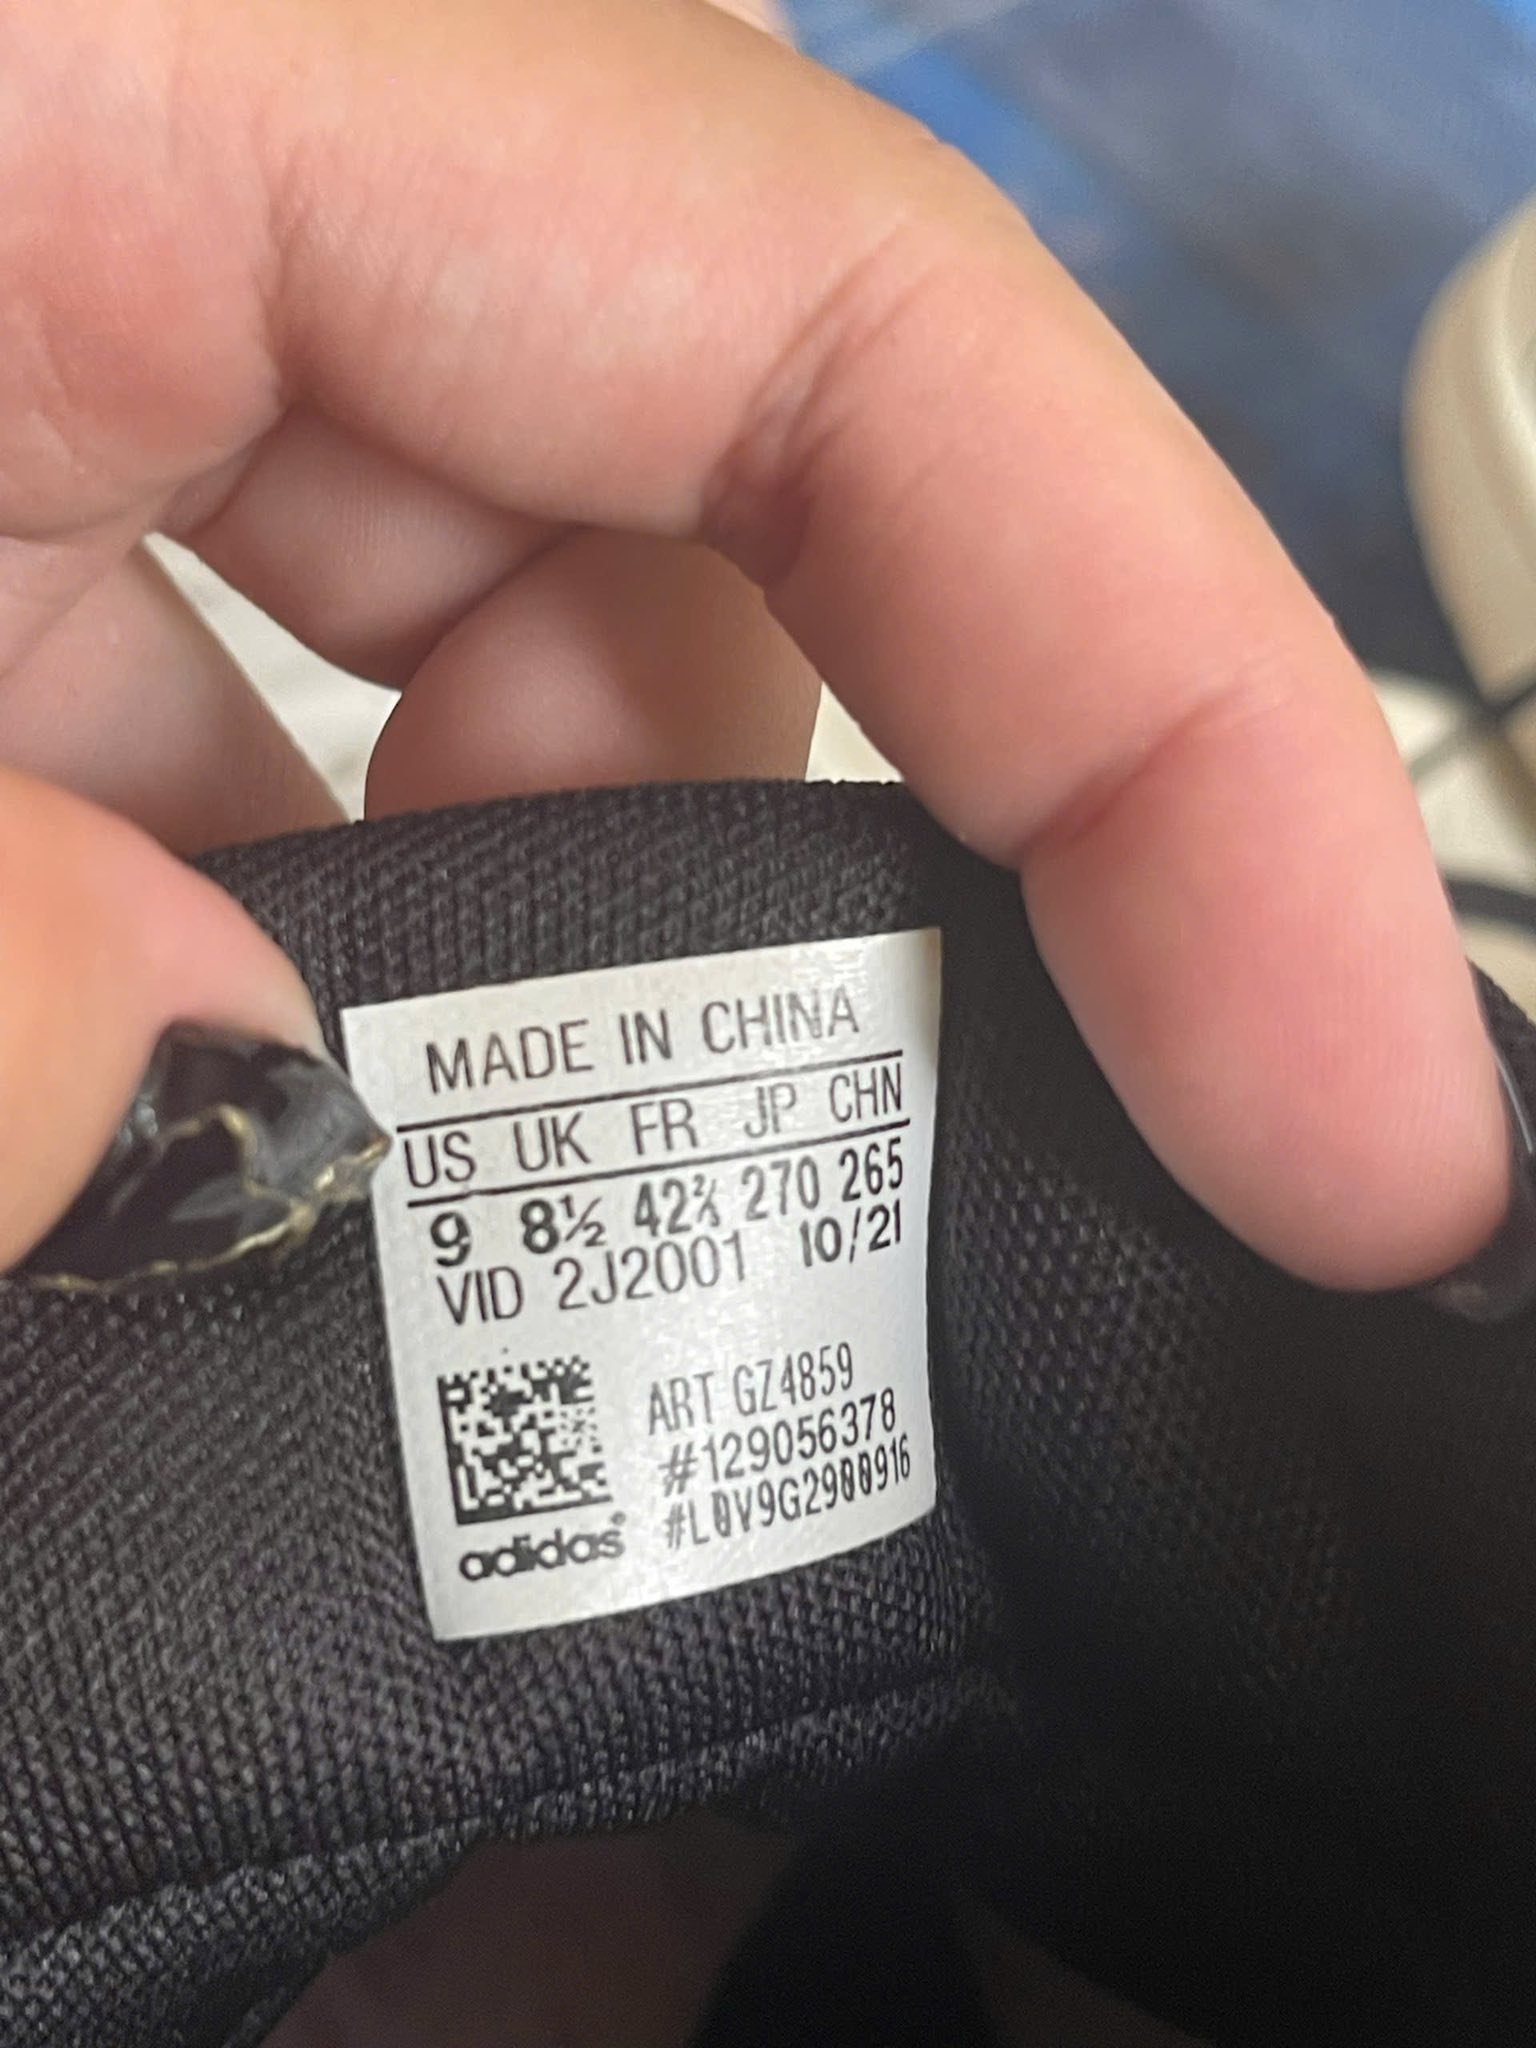 MADE IN CHINA
US UK FR JP CHN
9 8½ 42⅔ 270 265
VID 2J2001 10/21
ART GZ4859
#129056378
adidas®